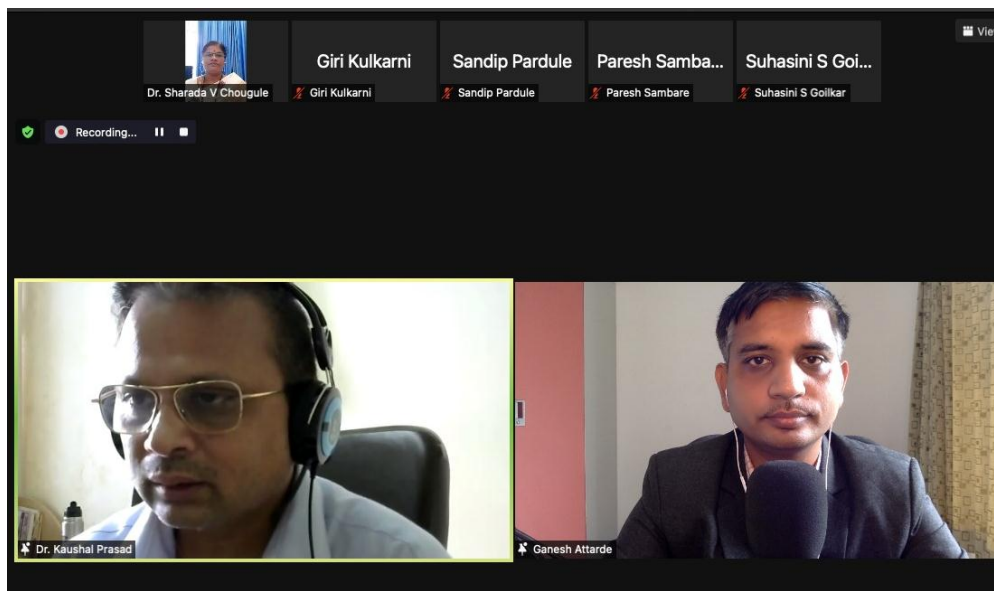 View
Giri Kulkarni
Sandip Pardule
Paresh Samba...
Suhasini S Goi...
Dr. Sharada V Chougule
Giri Kulkarni
Sandip Pardule
Paresh Sambare
Suhasini S Goilkar
Recording...
Dr. Kaushal Prasad
Ganesh Attarde